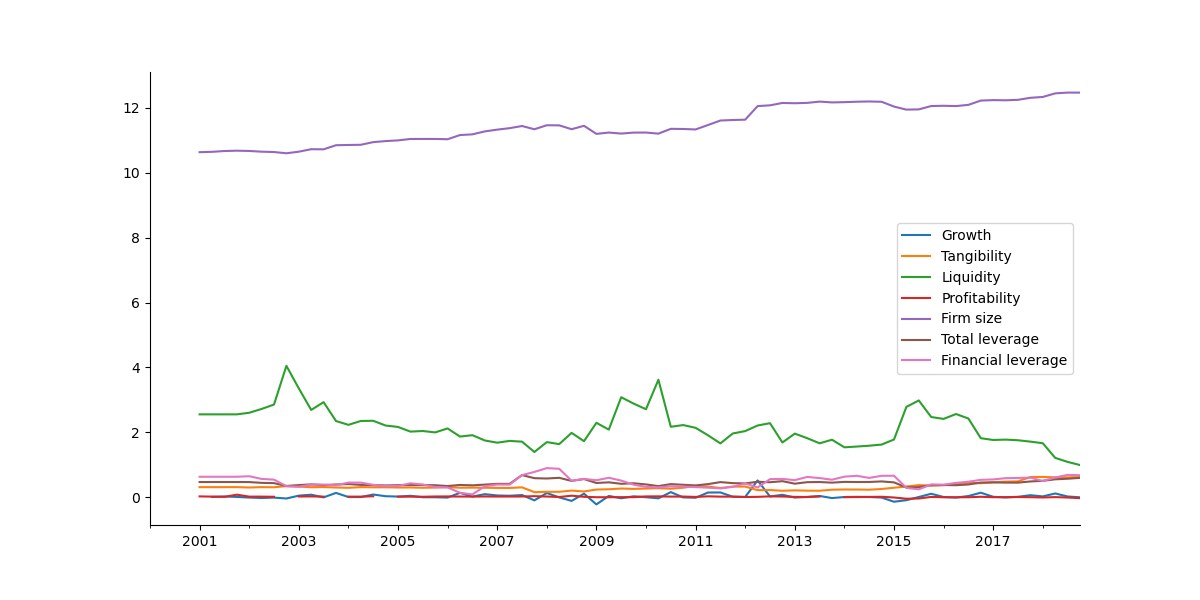 12
10
8
6
4
2
0
Growth
Tangibility
Liquidity
Profitability
Firm size
Total leverage
Financial leverage
2001 2003 2005 2007 2009 2011 2013 2015 2017